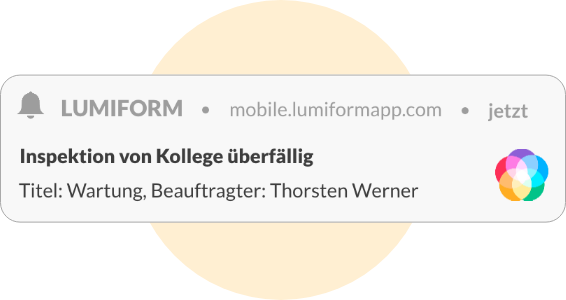 LUMIFORM • mobile.lumiformapp.com • jetzt
Inspektion von Kollege überfällig
Titel: Wartung, Beauftragter: Thorsten Werner